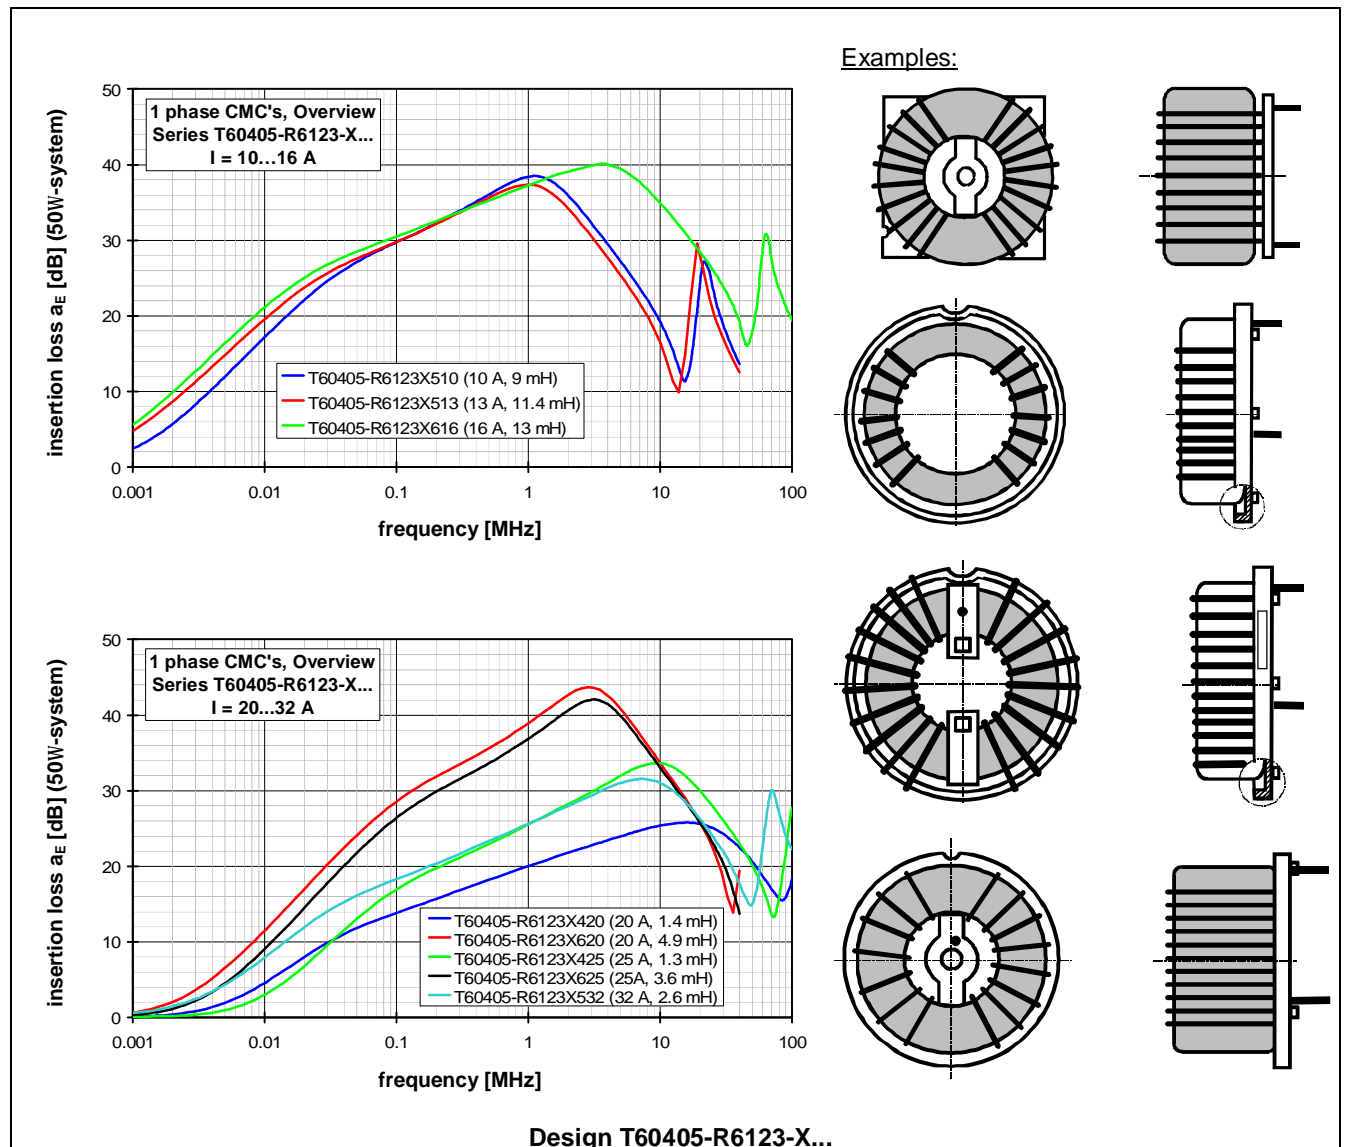 Examples:
50
40
30
20
10
0
insertion loss aE [dB] (50W-system)
1 phase CMC's, Overview
Series T60405-R6123-X...
I = 10...16 A
T60405-R6123X510 (10 A, 9 mH)
T60405-R6123X513 (13 A, 11.4 mH)
T60405-R6123X616 (16 A, 13 mH)
0.001 0.01 0.1 1 10 100
frequency [MHz]
50
40
30
20
10
0
insertion loss aE [dB] (50W-system)
1 phase CMC's, Overview
Series T60405-R6123-X...
I = 20...32 A
T60405-R6123X420 (20 A, 1.4 mH)
T60405-R6123X620 (20 A, 4.9 mH)
T60405-R6123X425 (25 A, 1.3 mH)
T60405-R6123X625 (25A, 3.6 mH)
T60405-R6123X532 (32 A, 2.6 mH)
0.001 0.01 0.1 1 10 100
frequency [MHz]
Design T60405-R6123-X...